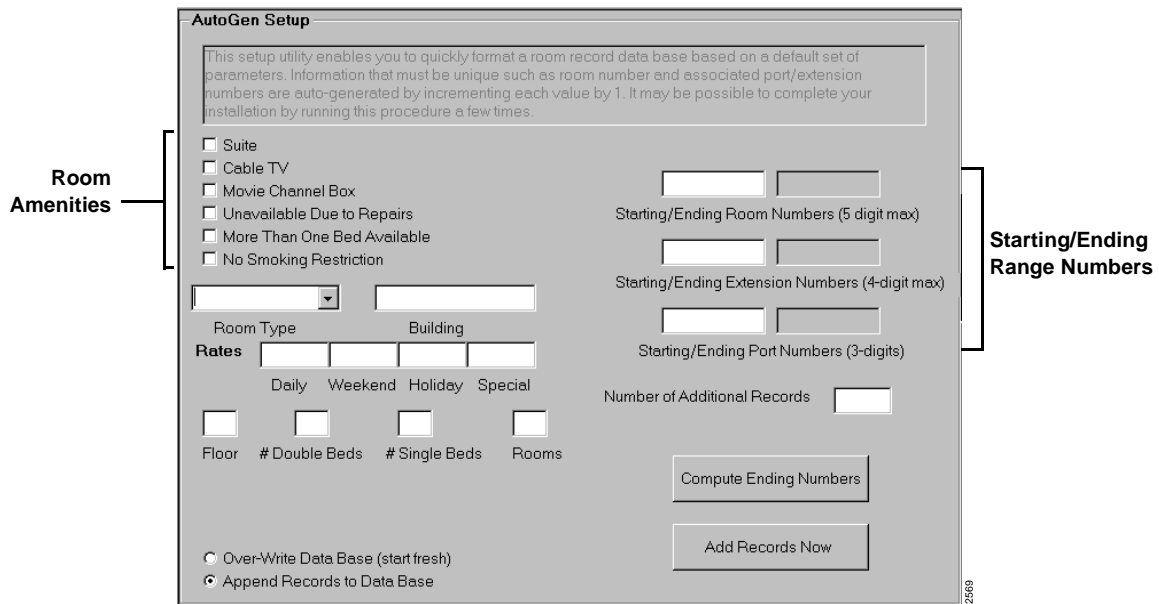 AutoGen Setup
This setup utility enables you to quickly format a room record data base based on a default set of
parameters. Information that must be unique such as room number and associated port/extension
numbers are auto-generated by incrementing each value by 1. It may be possible to complete your
installation by running this procedure a few times.
Room
Amenities
Suite
Cable TV
Movie Channel Box
Unavailable Due to Repairs
More Than One Bed Available
No Smoking Restriction
Room Type
Building
Rates
Daily
Weekend
Holiday
Special
Floor
# Double Beds
# Single Beds
Rooms
Over-Write Data Base (start fresh)
Append Records to Data Base
Starting/Ending Room Numbers (5 digit max)
Starting/Ending Extension Numbers (4-digit max)
Starting/Ending Port Numbers (3-digits)
Starting/Ending
Range Numbers
Number of Additional Records
Compute Ending Numbers
Add Records Now
2569